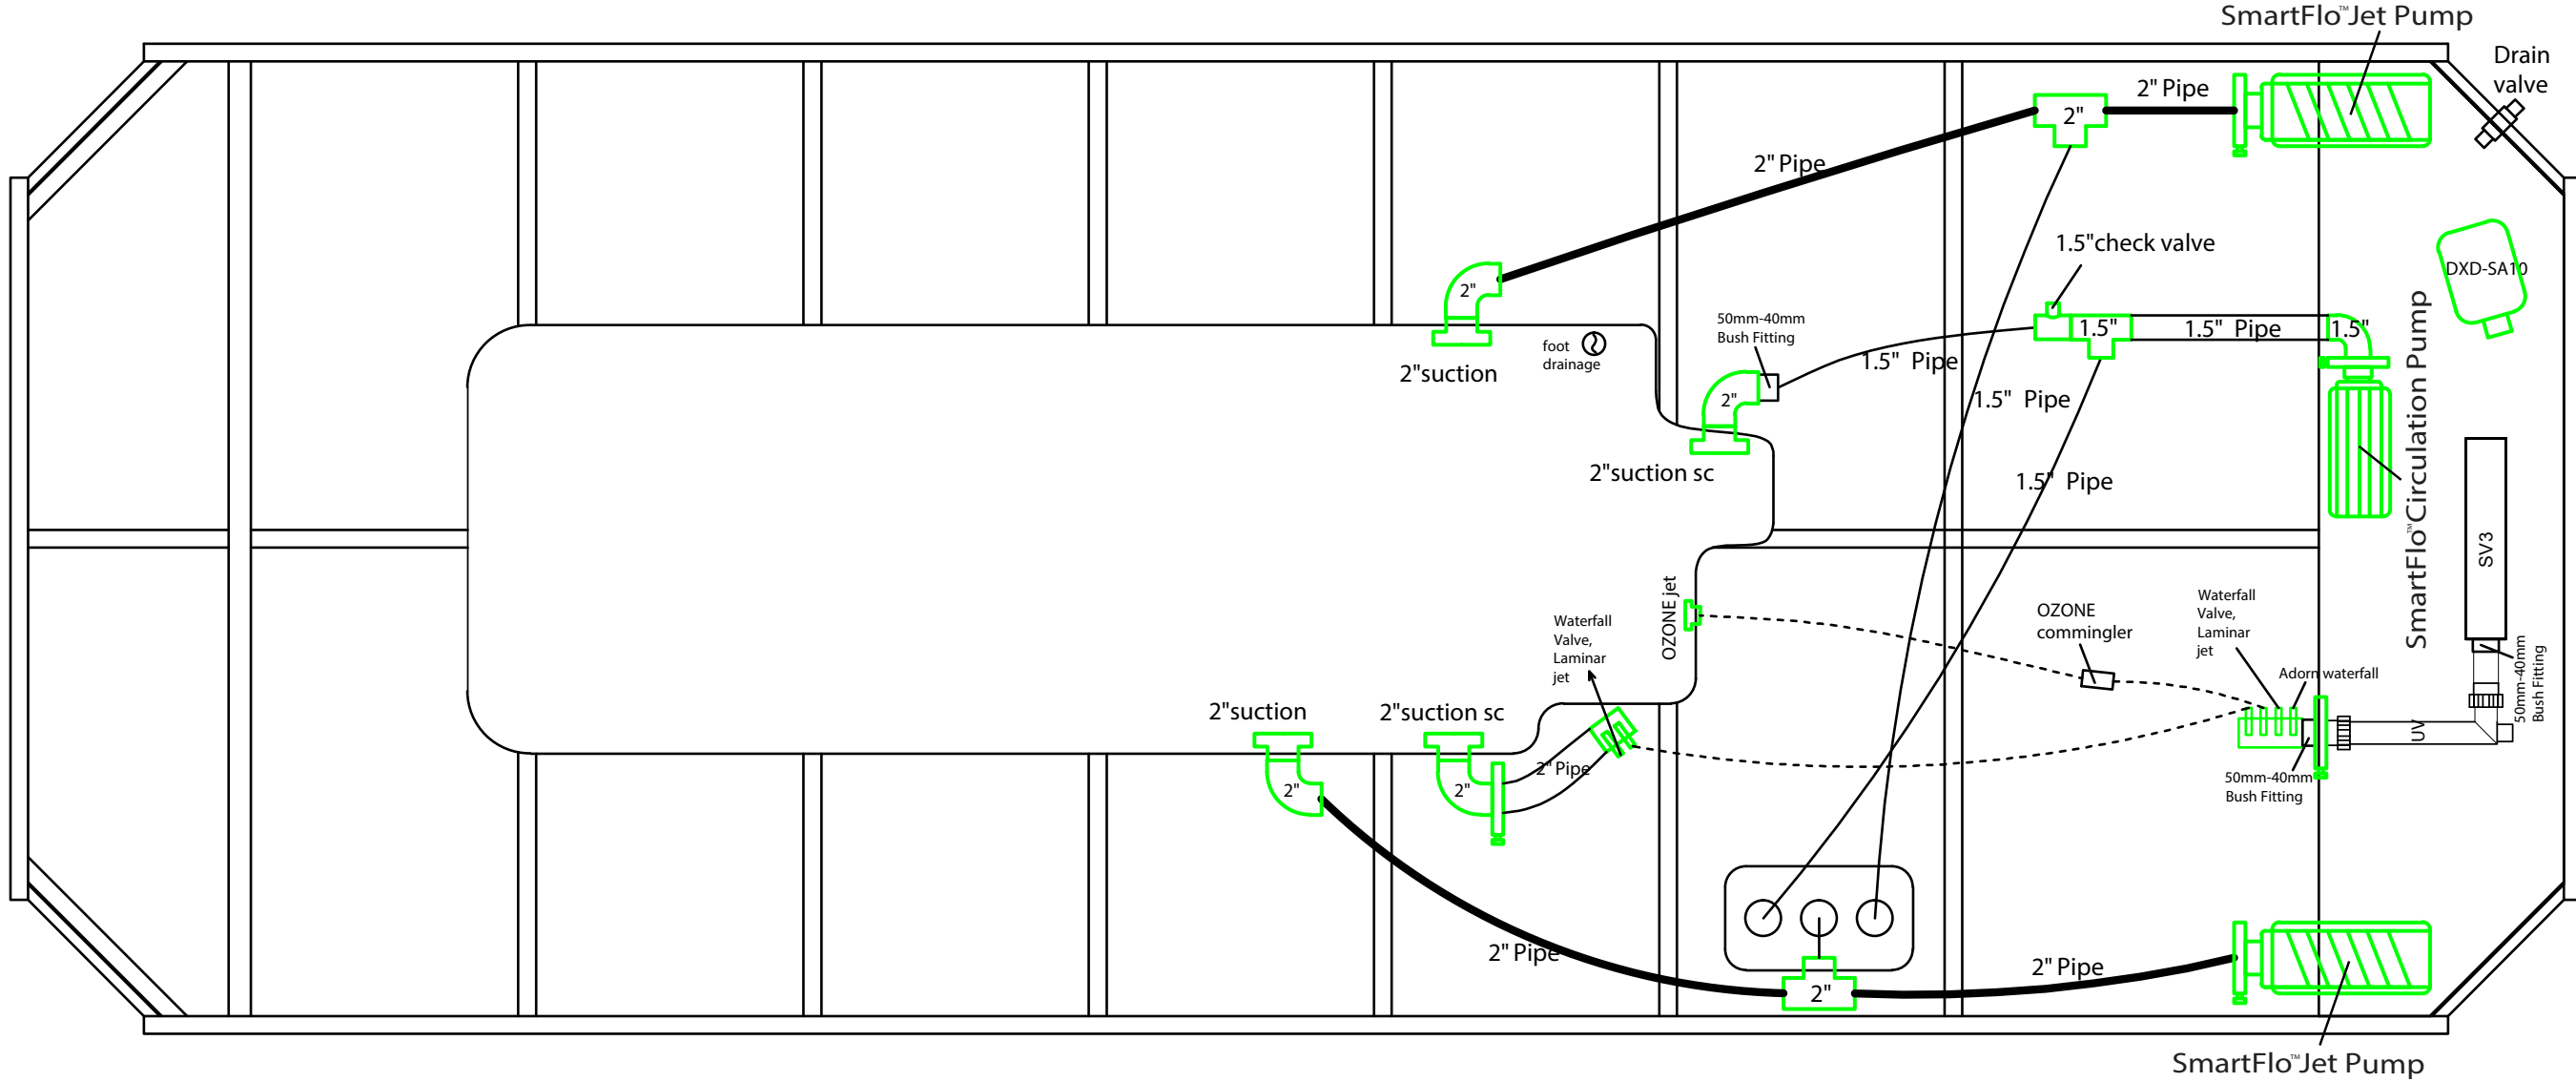 SmartFlo™Jet Pump
Drain
valve
2" Pipe
2"
2" Pipe
1.5"check valve
DXD-SA10
2"
50mm-40mm
Bush Fitting
1.5"
1.5" Pipe
1.5"
foot
drainage
2"suction
1.5" Pipe
1.5" Pipe
2"
2"suction sc
1.5" Pipe
SmartFlo™Circulation Pump
SV3
OZONE jet
Waterfall
Valve,
Laminar
jet
OZONE
commingler
Waterfall
Valve,
Laminar
jet
Adorn waterfall
50mm-40mm
Bush Fitting
UV
50mm-40mm
Bush Fitting
2"suction
2"suction sc
2" Pipe
2"
2"
2" Pipe
2" Pipe
2"
SmartFlo™Jet Pump